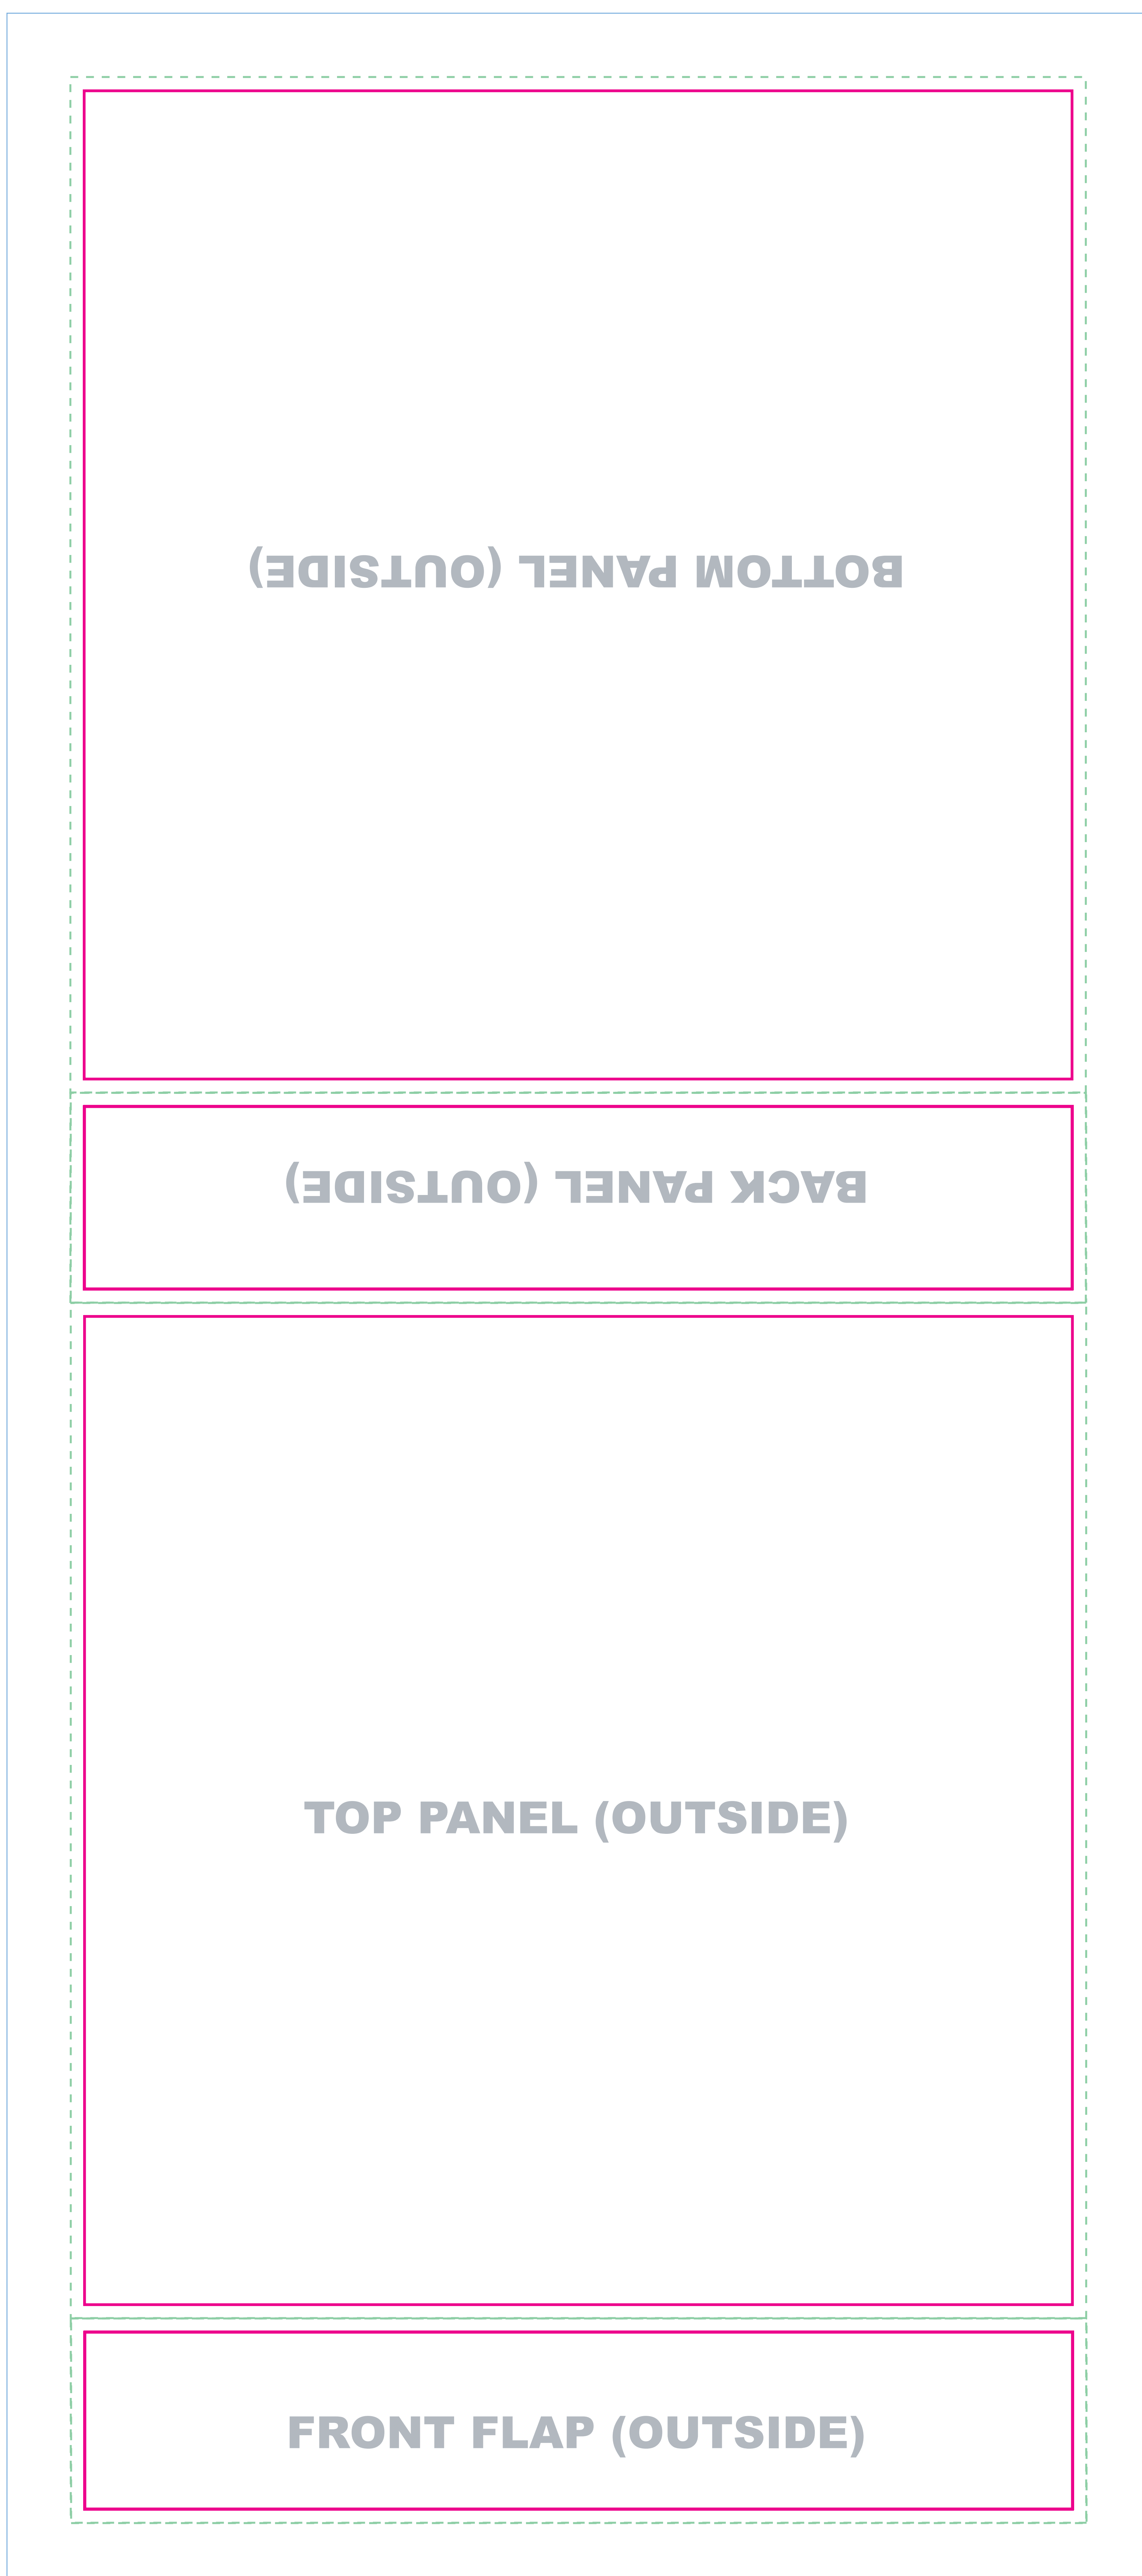 BOTTOM PANEL (OUTSIDE)
BACK PANEL (OUTSIDE)
TOP PANEL (OUTSIDE)
FRONT FLAP (OUTSIDE)